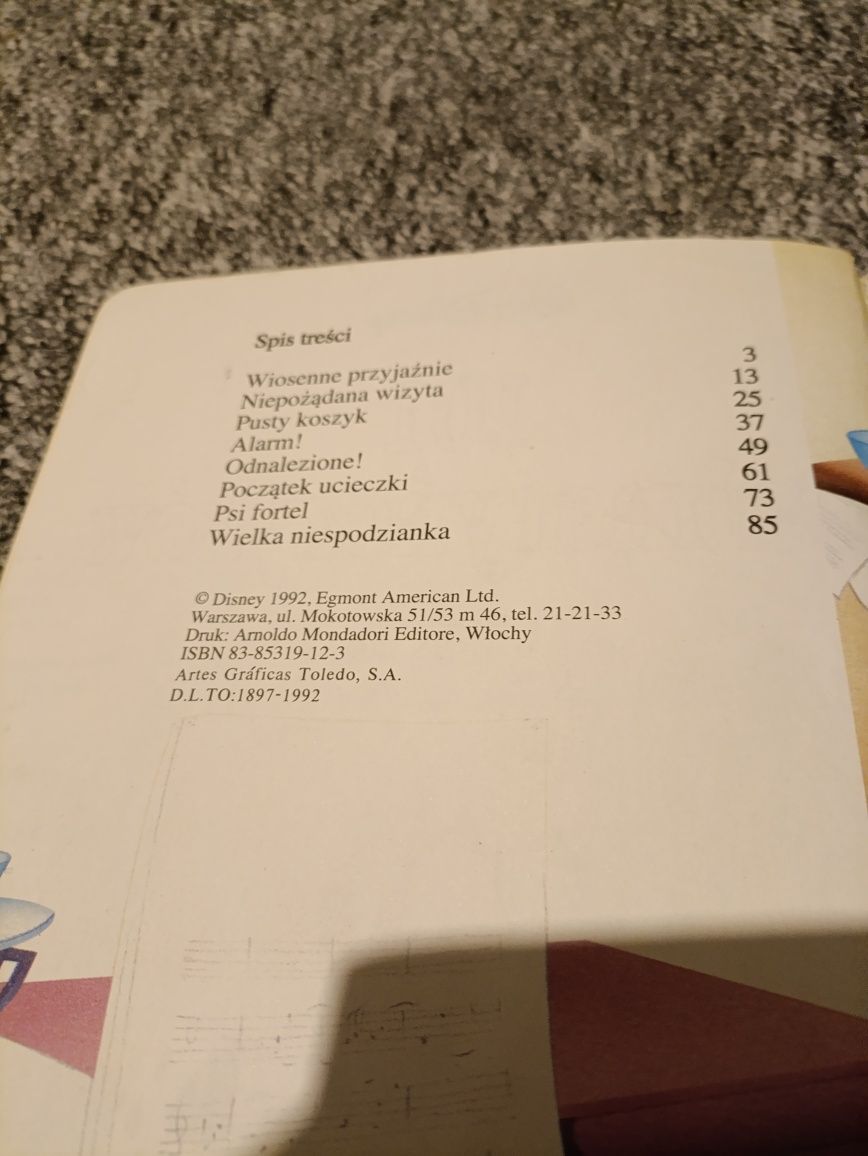 Spis treści
Wiosenne przyjaźnie 3
Niepożądana wizyta 13
Pusty koszyk 25
Alarm! 37
Odnalezione! 49
Początek ucieczki 61
Psi fortel 73
Wielka niespodzianka 85
© Disney 1992, Egmont American Ltd.
Warszawa, ul. Mokotowska 51/53 m 46, tel. 21-21-33
Druk: Arnoldo Mondadori Editore, Włochy
ISBN 83-85319-12-3
Artes Gráficas Toledo, S.A.
D.L.TO:1897-1992